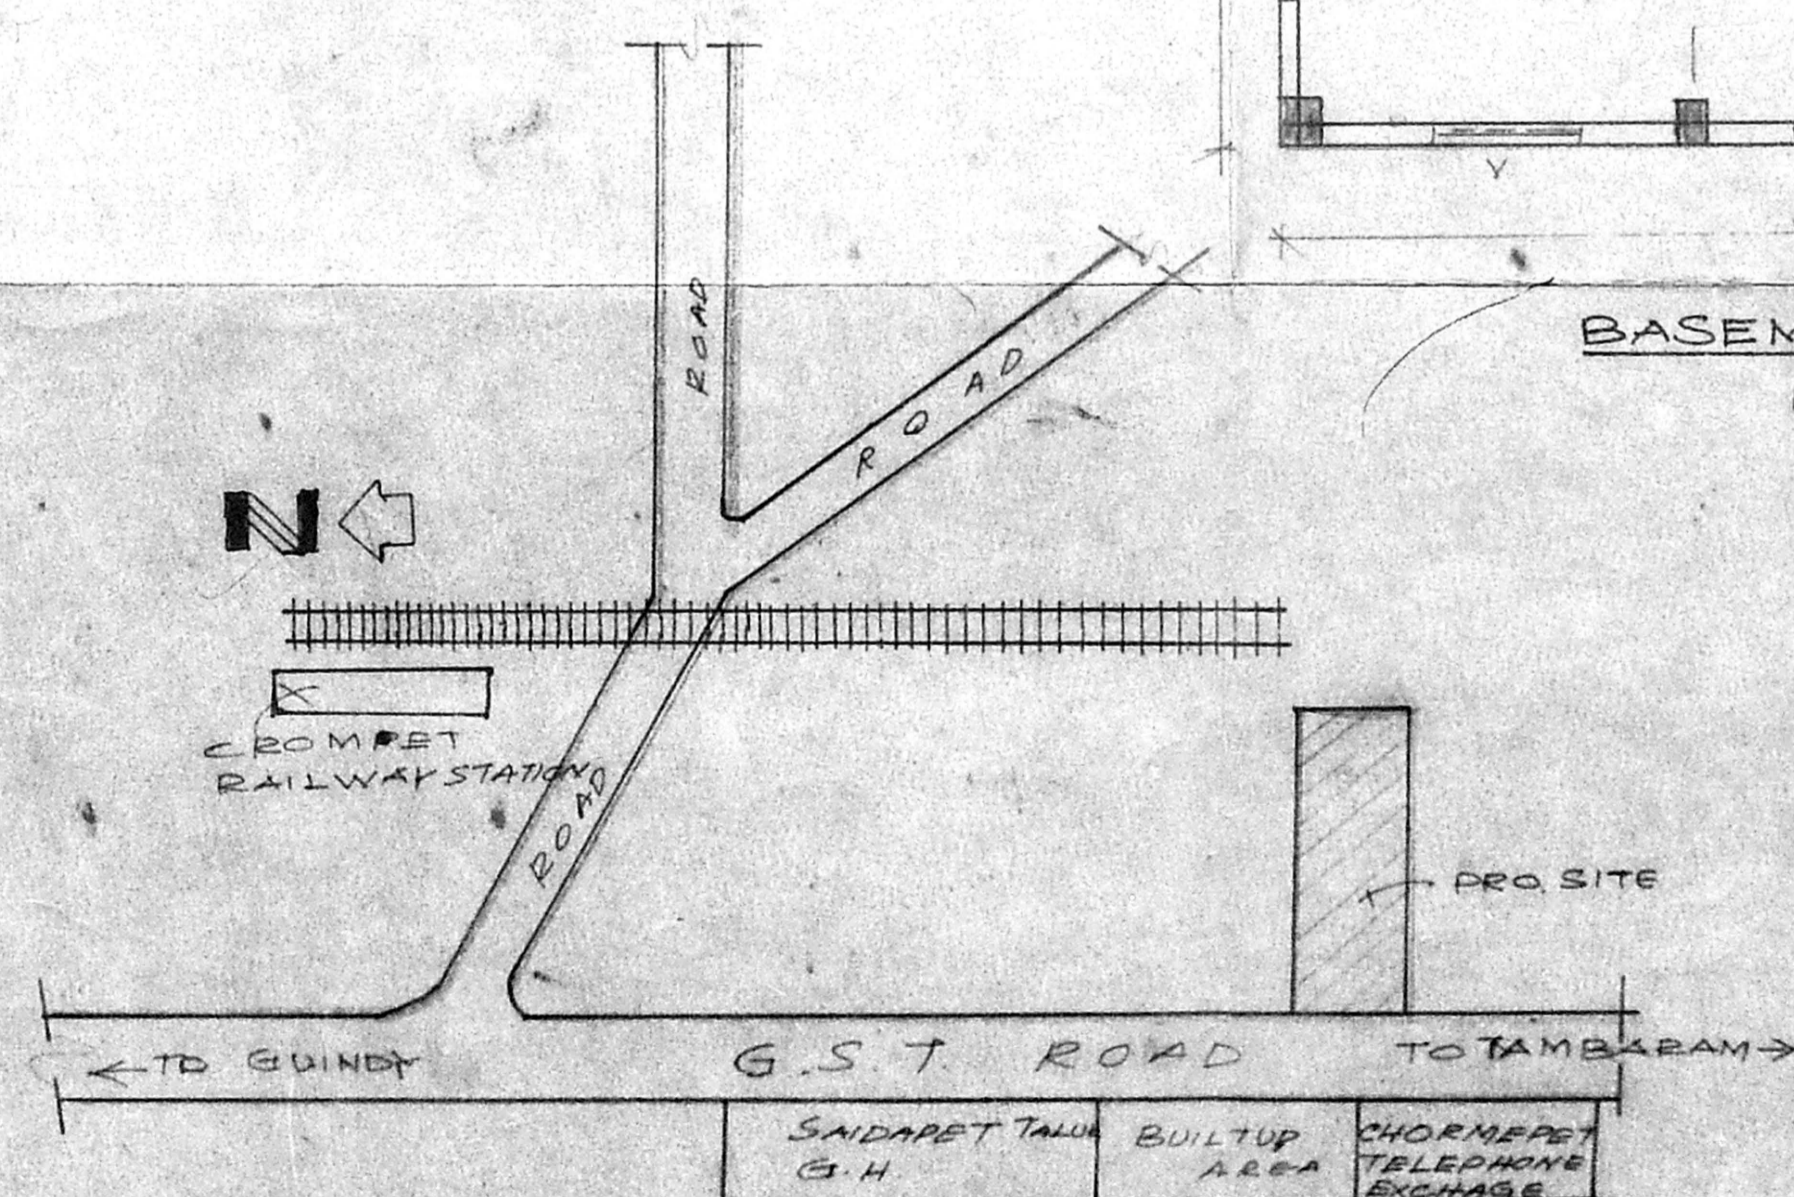 ROAD
BASEM
ROAD
N
CROMPET
RAILWAY STATION
ROAD
PRO. SITE
← TO GUINDY
G.S.T. ROAD
TO TAMBARAM →
SAIDAPET TALUK
G.H.
BUILTUP
AREA
CHORMEPET
TELEPHONE
EXCHAGE
V